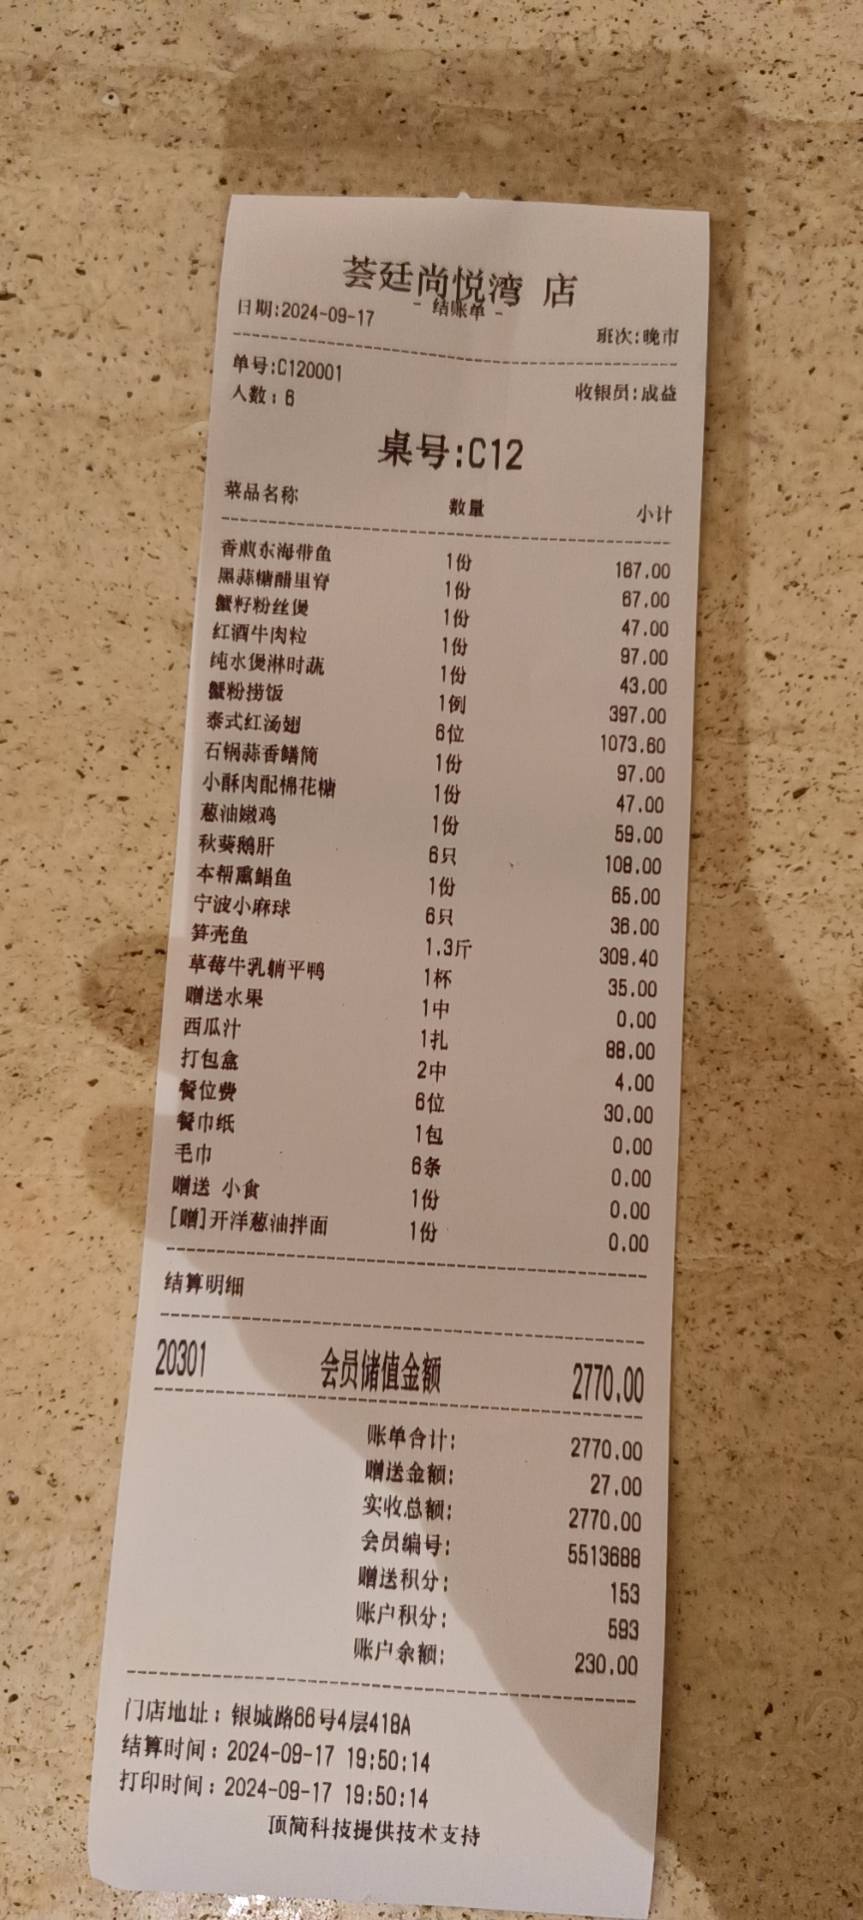 荟廷尚悦湾 店
- 结账单 -
日期:2024-09-17 班次:晚市
单号:C120001
人数:6 收银员:成益
桌号:C12
菜品名称 数量 小计
香煎东海带鱼 1份 167.00
黑蒜糖醋里脊 1份 67.00
蟹籽粉丝煲 1份 47.00
红酒牛肉粒 1份 97.00
纯水煲淋时蔬 1份 43.00
蟹粉捞饭 1例 397.00
泰式红汤翅 6位 1073.60
石锅蒜香鳝筒 1份 97.00
小酥肉配棉花糖 1份 47.00
葱油嫩鸡 1份 59.00
秋葵鹅肝 6只 108.00
本帮熏鲳鱼 1份 65.00
宁波小麻球 6只 36.00
笋壳鱼 1.3斤 309.40
草莓牛乳躺平鸭 1杯 35.00
赠送水果 1中 0.00
西瓜汁 1扎 88.00
打包盒 2中 4.00
餐位费 6位 30.00
餐巾纸 1包 0.00
毛巾 6条 0.00
赠送 小食 1份 0.00
[赠]开洋葱油拌面 1份 0.00
结算明细
20301 会员储值金额 2770.00
账单合计: 2770.00
赠送金额: 27.00
实收总额: 2770.00
会员编号: 5513688
赠送积分: 153
账户积分: 593
账户余额: 230.00
门店地址:银城路66号4层418A
结算时间:2024-09-17 19:50:14
打印时间:2024-09-17 19:50:14
顶简科技提供技术支持